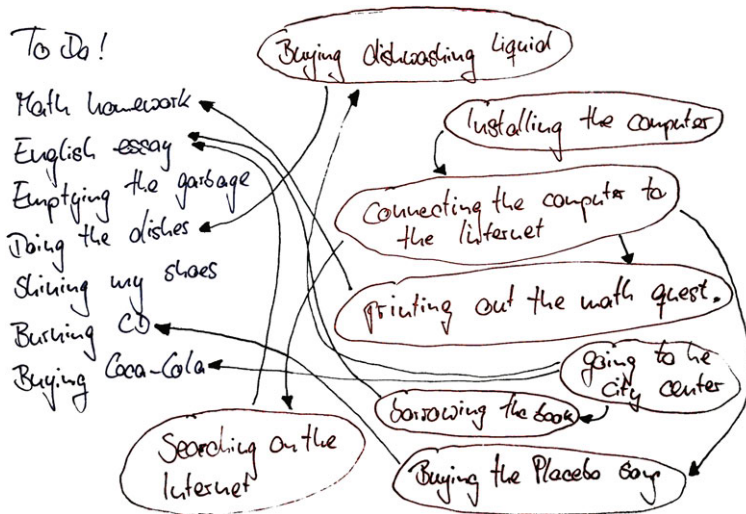 To Do!
Math homework
English essay
Emptying the garbage
Doing the dishes
Shining my shoes
Burning CD
Buying Coca-Cola
Buying dishwashing Liquid
Installing the computer
Connecting the computer to
the Internet
printing out the math quest.
going to he
city center
borrowing the book
Buying the Placebo song
Searching on the
Internet